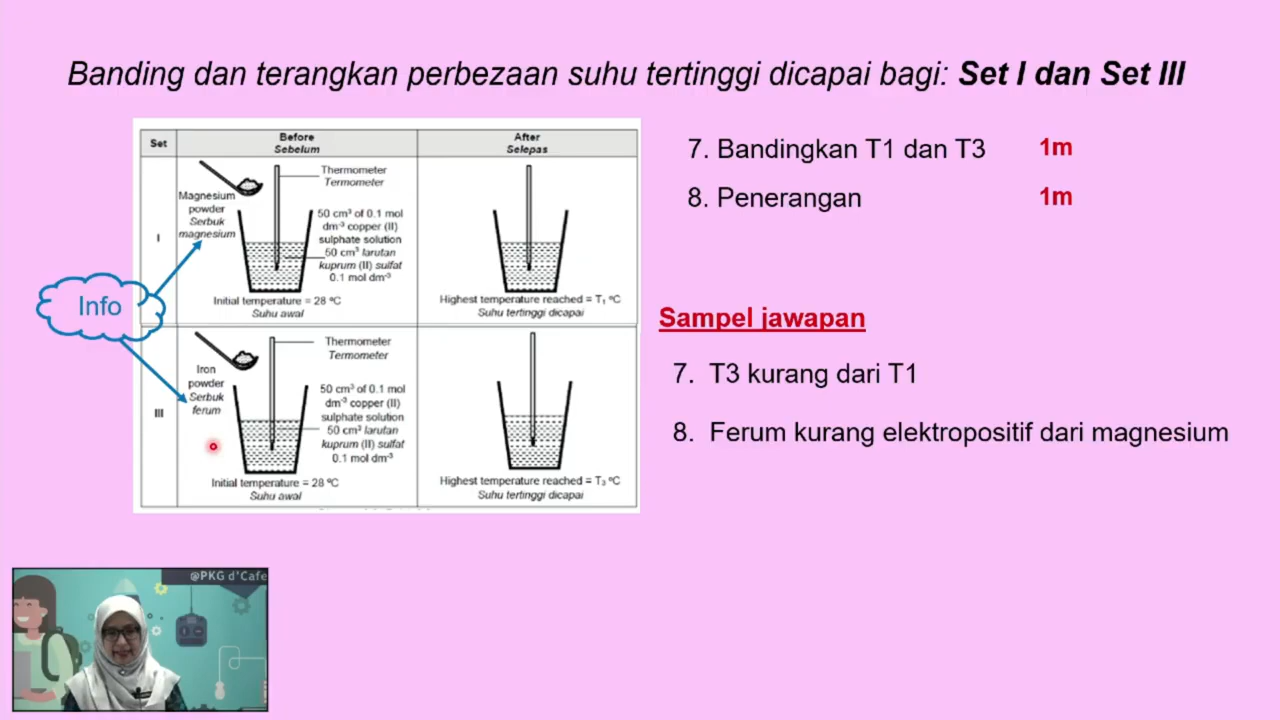 Banding dan terangkan perbezaan suhu tertinggi dicapai bagi: Set I dan Set III
Set
Before
Sebelum
After
Selepas
I
Magnesium
powder
Serbuk
magnesium
Thermometer
Termometer
50 cm³ of 0.1 mol
dm⁻³ copper (II)
sulphate solution
50 cm³ larutan
kuprum (II) sulfat
0.1 mol dm⁻³
Initial temperature = 28 ºC
Suhu awal
Highest temperature reached = T₁ ºC
Suhu tertinggi dicapai
III
Iron
powder
Serbuk
ferum
Thermometer
Termometer
50 cm³ of 0.1 mol
dm⁻³ copper (II)
sulphate solution
50 cm³ larutan
kuprum (II) sulfat
0.1 mol dm⁻³
Initial temperature = 28 ºC
Suhu awal
Highest temperature reached = T₃ ºC
Suhu tertinggi dicapai
Info
7. Bandingkan T1 dan T3 1m
8. Penerangan 1m
Sampel jawapan
7. T3 kurang dari T1
8. Ferum kurang elektropositif dari magnesium
@PKG d'Cafe